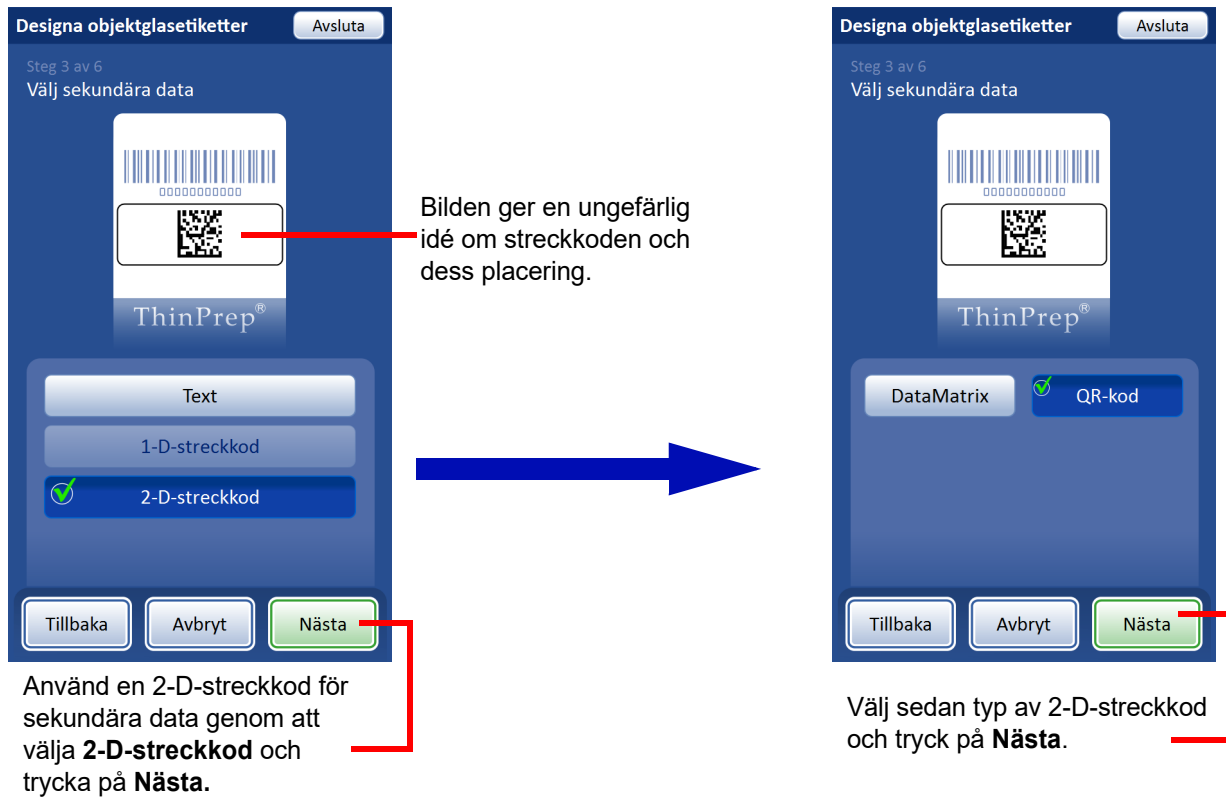 Designa objektglasetiketter
Avsluta
Steg 3 av 6
Välj sekundära data
ThinPrep®
Text
1-D-streckkod
2-D-streckkod
Tillbaka
Avbryt
Nästa
Bilden ger en ungefärlig
idé om streckkoden och
dess placering.
Använd en 2-D-streckkod för
sekundära data genom att
välja 2-D-streckkod och
trycka på Nästa.
Designa objektglasetiketter
Avsluta
Steg 3 av 6
Välj sekundära data
ThinPrep®
DataMatrix
QR-kod
Tillbaka
Avbryt
Nästa
Välj sedan typ av 2-D-streckkod
och tryck på Nästa.